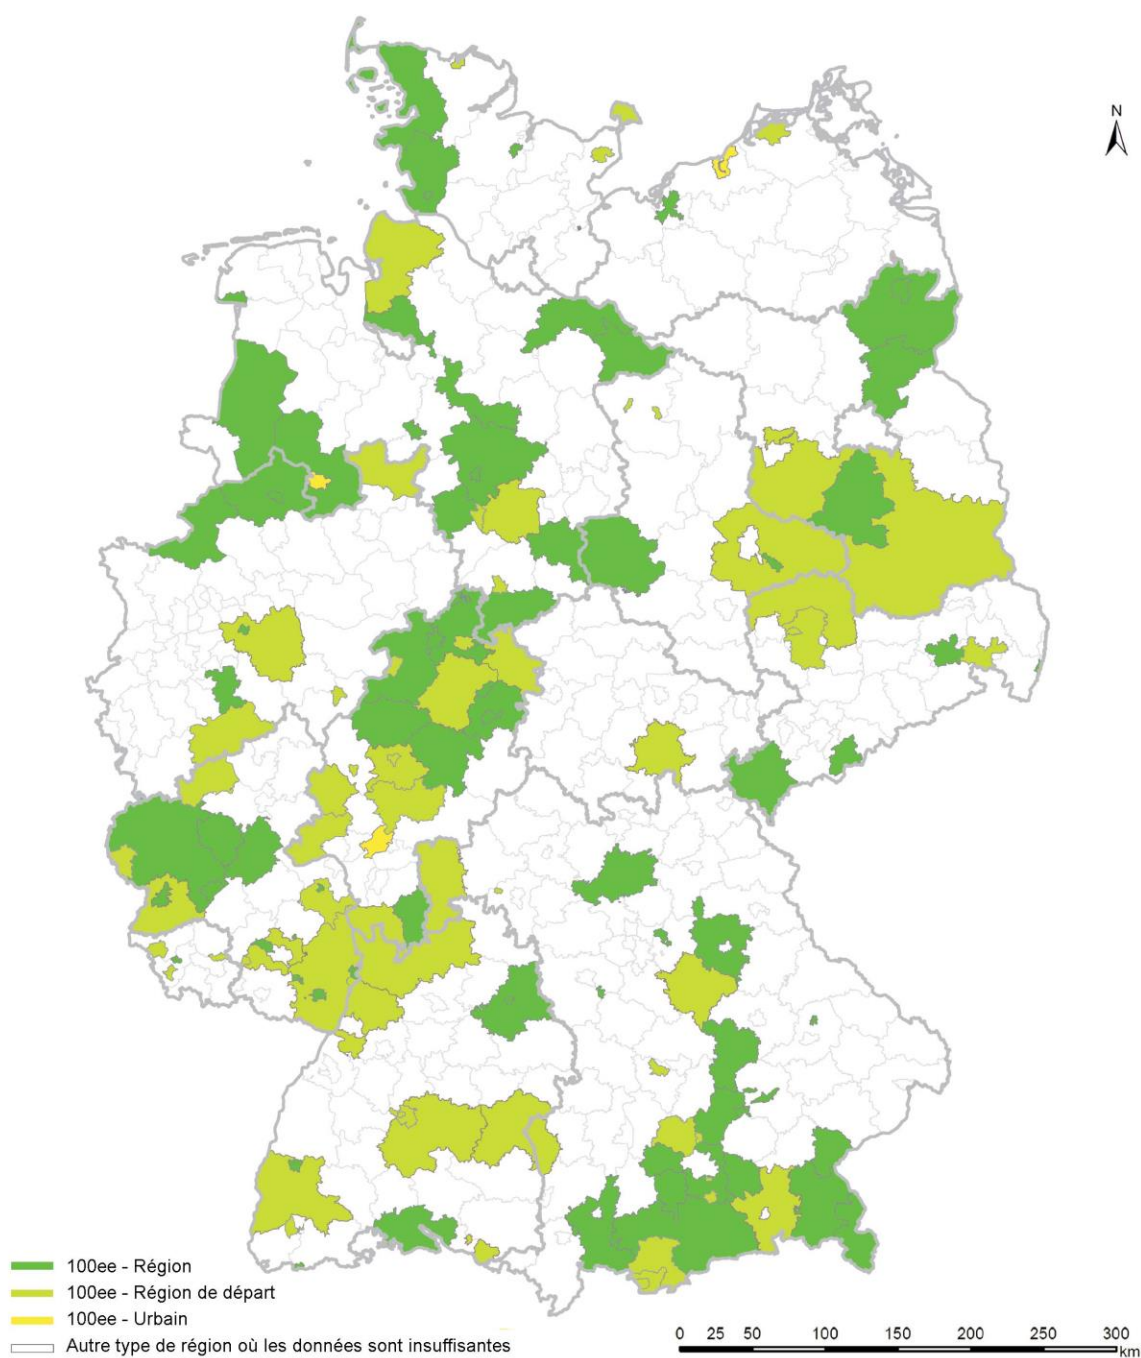 N
100ee - Région
100ee - Région de départ
100ee - Urbain
Autre type de région où les données sont insuffisantes
0 25 50 100 150 200 250 300
km